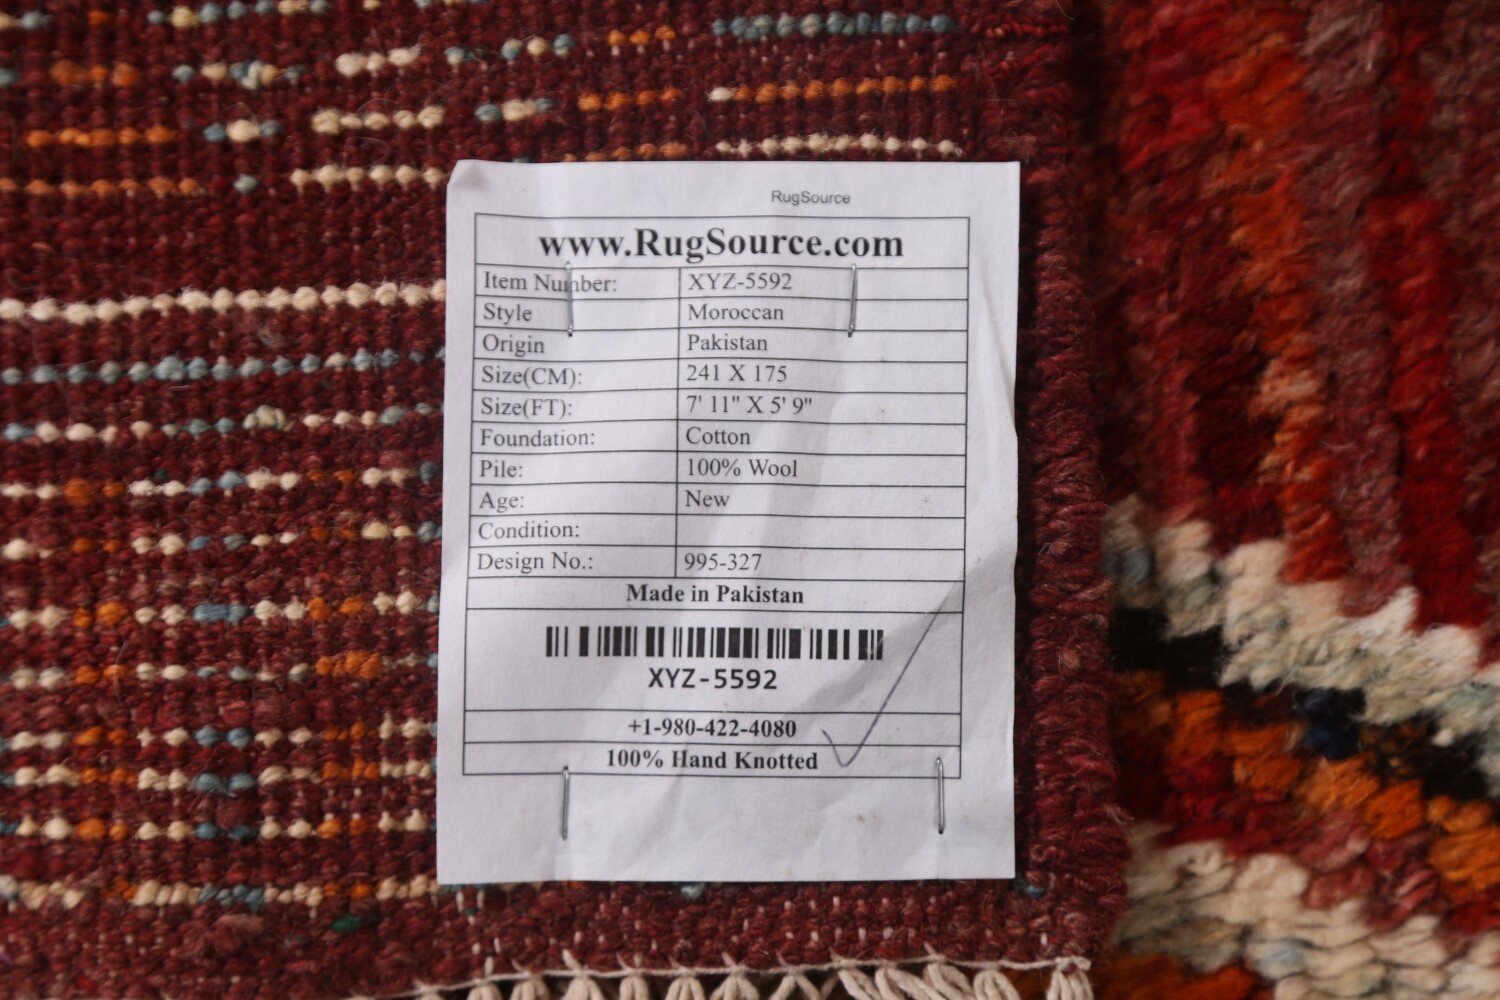 RugSource
www.RugSource.com
Item Number: XYZ-5592
Style Moroccan
Origin Pakistan
Size(CM): 241 X 175
Size(FT): 7' 11" X 5' 9"
Foundation: Cotton
Pile: 100% Wool
Age: New
Condition:
Design No.: 995-327
Made in Pakistan
XYZ-5592
+1-980-422-4080
100% Hand Knotted